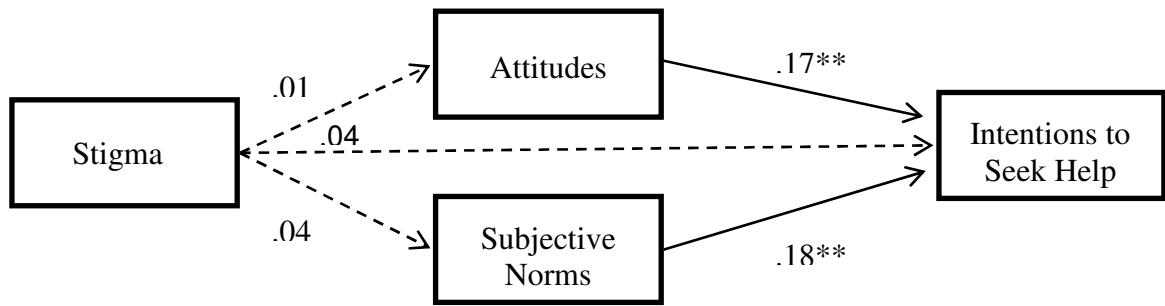 Attitudes
.17**
.01
.04
Stigma
Intentions to
Seek Help
.04
Subjective
Norms
.18**